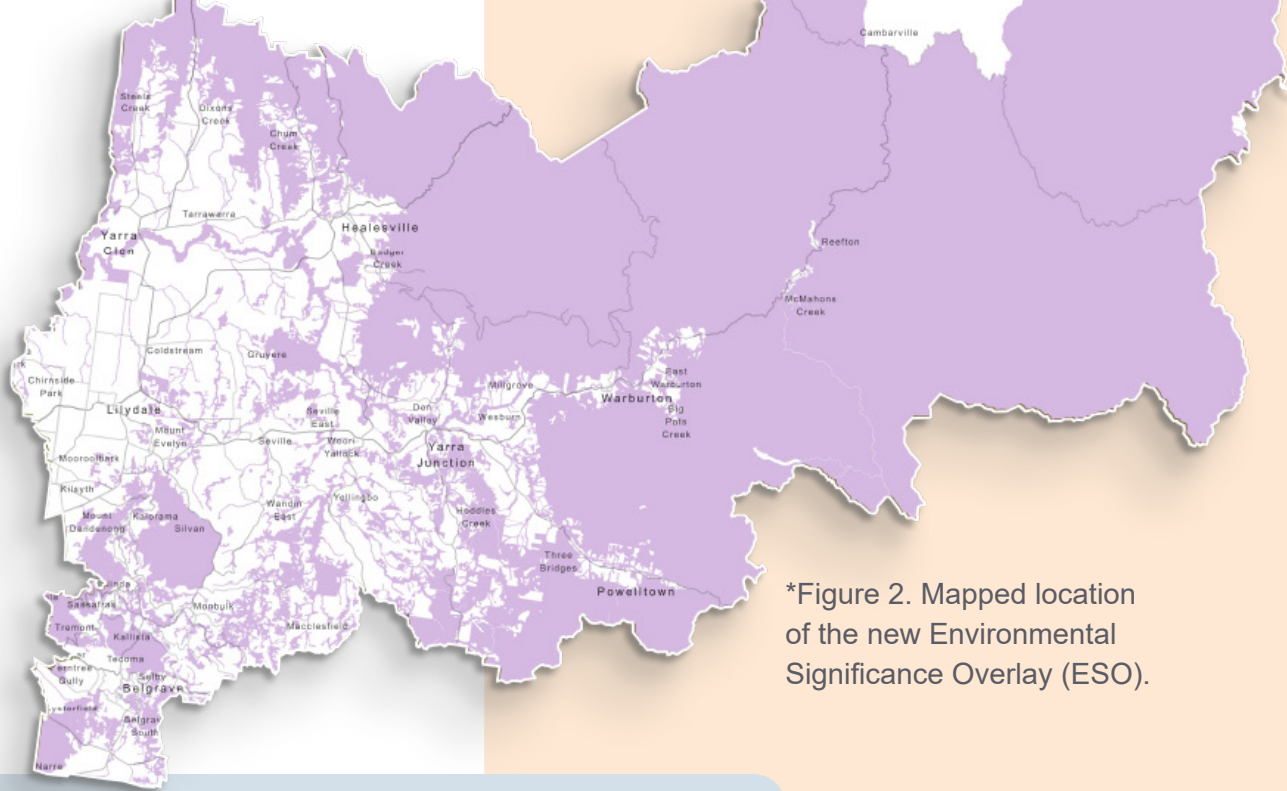 Cambarville
Steels
Creek
Dixons
Creek
Chum
Creek
Tarrawarra
Yarra
Glen
Healesville
Badger
Creek
Reefton
McMahons
Creek
Coldstream
Gruyere
Chirnside
Park
Lilydale
Mount
Evelyn
Seville
East
Seville
Woori
Yallock
Don
Valley
Millgrove
Wesburn
Warburton
East
Warburton
Big
Pats
Creek
Yarra
Junction
Mooroolbark
Kilsyth
Mount
Dandenong
Kalorama
Silvan
Wandin
East
Yellingbo
Hoddles
Creek
Three
Bridges
Powelltown
Sassafras
Monbulk
Macclesfield
Tremont
Kallista
Tecoma
Gully
Selby
Belgrave
Belgrave
South
Narre
*Figure 2. Mapped location
of the new Environmental
Significance Overlay (ESO).